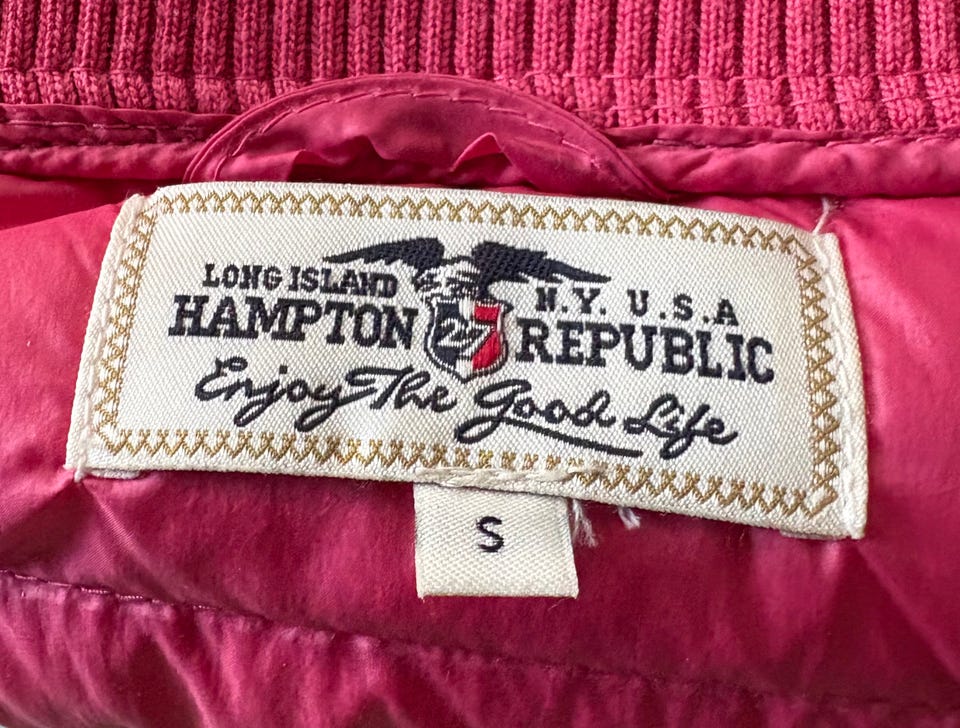 LONG ISLAND N.Y. U.S.A
HAMPTON 27 REPUBLIC
Enjoy The Good Life
S